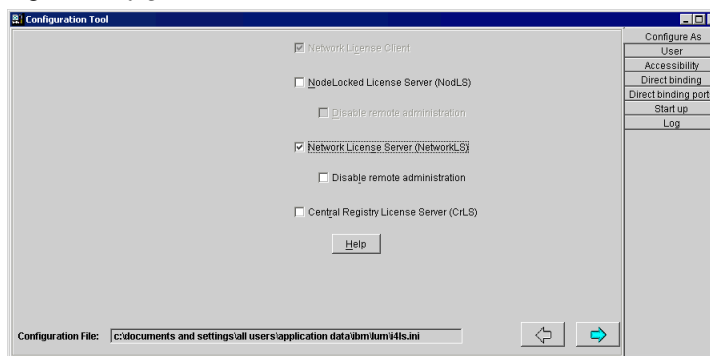 Configuration Tool
Configure As
User
Accessibility
Direct binding
Direct binding port
Start up
Log
Network License Client
NodeLocked License Server (NodLS)
Disable remote administration
Network License Server (NetworkLS)
Disable remote administration
Central Registry License Server (CrLS)
Help
Configuration File: c:\documents and settings\all users\application data\ibm\lum\i4ls.ini